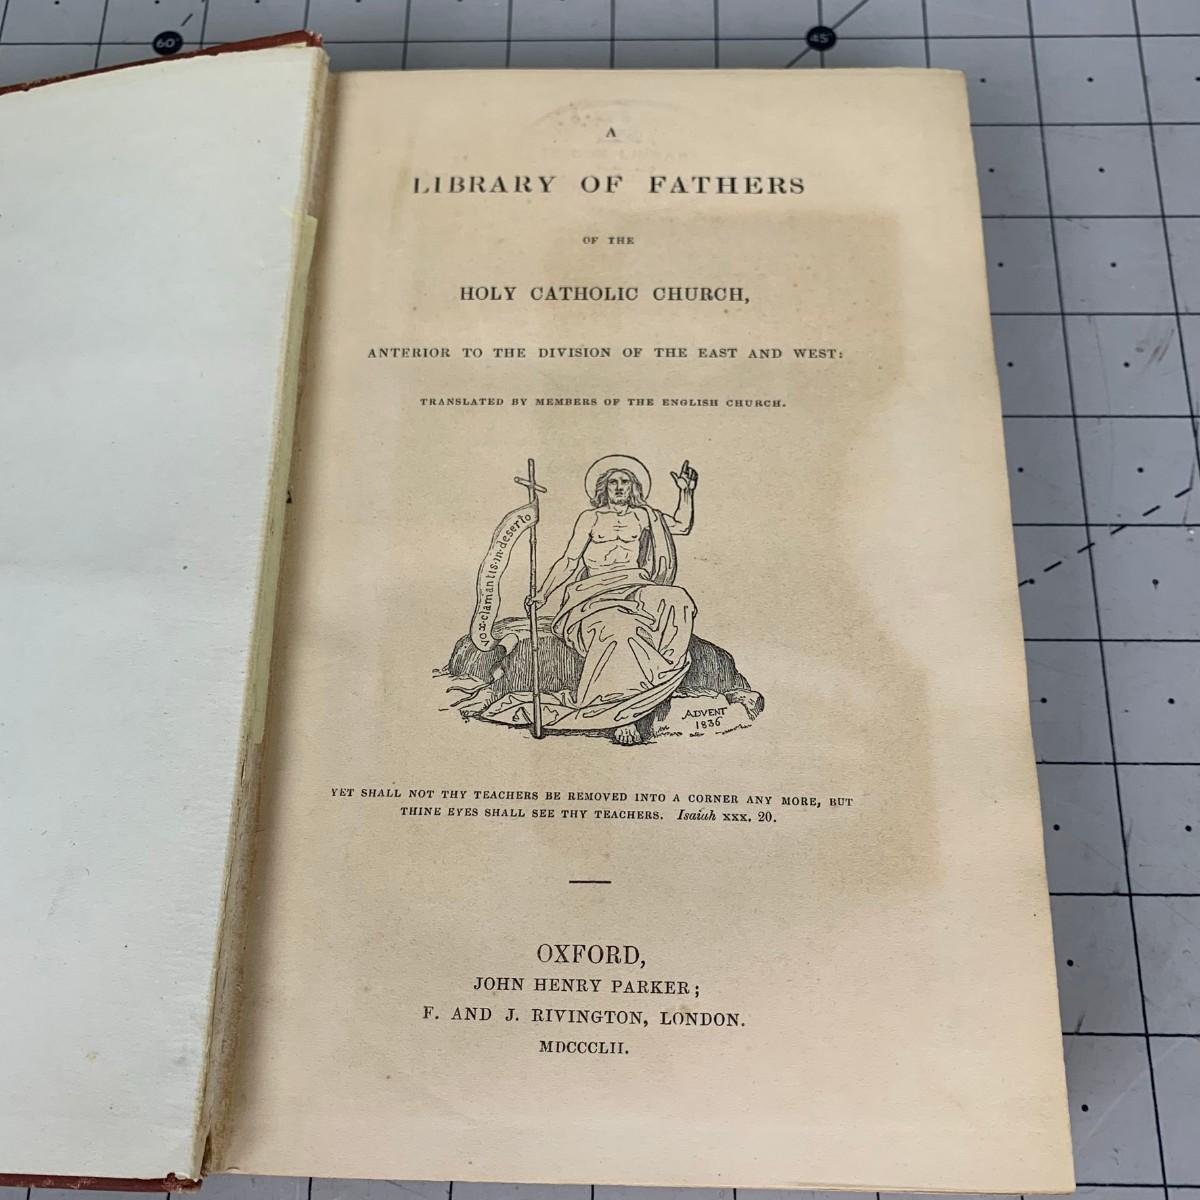 60°
45°
A
LIBRARY OF FATHERS
OF THE
HOLY CATHOLIC CHURCH,
ANTERIOR TO THE DIVISION OF THE EAST AND WEST:
TRANSLATED BY MEMBERS OF THE ENGLISH CHURCH.
vox·clamantis·in·deserto
ADVENT
1836
YET SHALL NOT THY TEACHERS BE REMOVED INTO A CORNER ANY MORE, BUT
THINE EYES SHALL SEE THY TEACHERS. Isaiah xxx. 20.
OXFORD,
JOHN HENRY PARKER;
F. AND J. RIVINGTON, LONDON.
MDCCCLII.